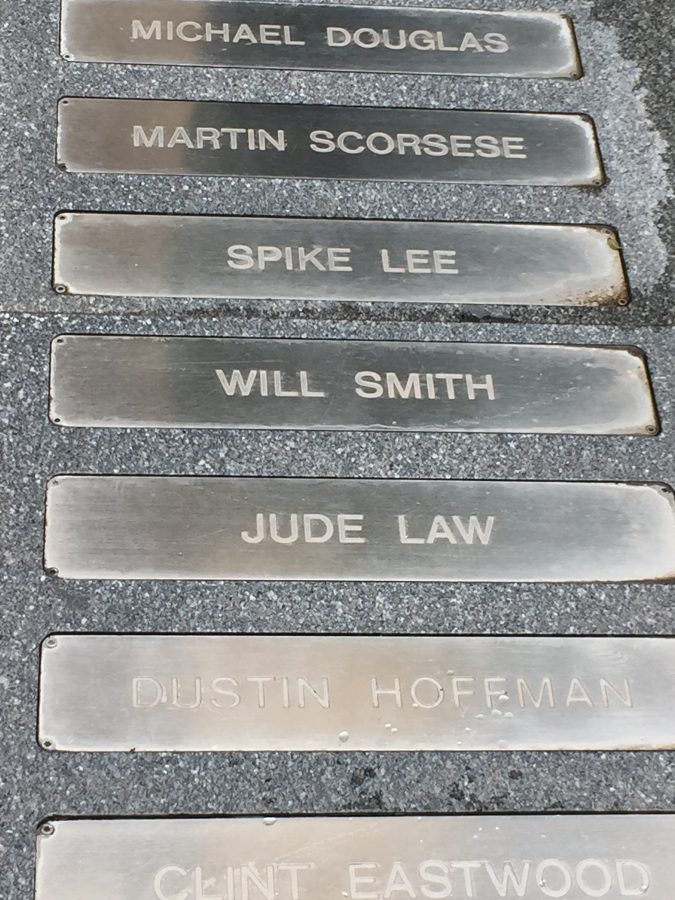 MICHAEL DOUGLAS
MARTIN SCORSESE
SPIKE LEE
WILL SMITH
JUDE LAW
DUSTIN HOFFMAN
CLINT EASTWOOD